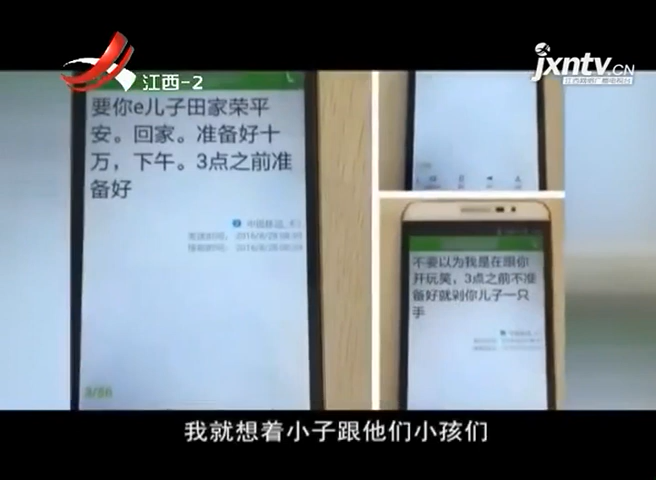 江西-2
jxntv.CN
要你e儿子田家荣平
安。回家。准备好十
万，下午。3点之前准
备好
不要以为我是在跟你
开玩笑，3点之前不准
备好就剁你儿子一只
手
我就想着小子跟他们小孩们